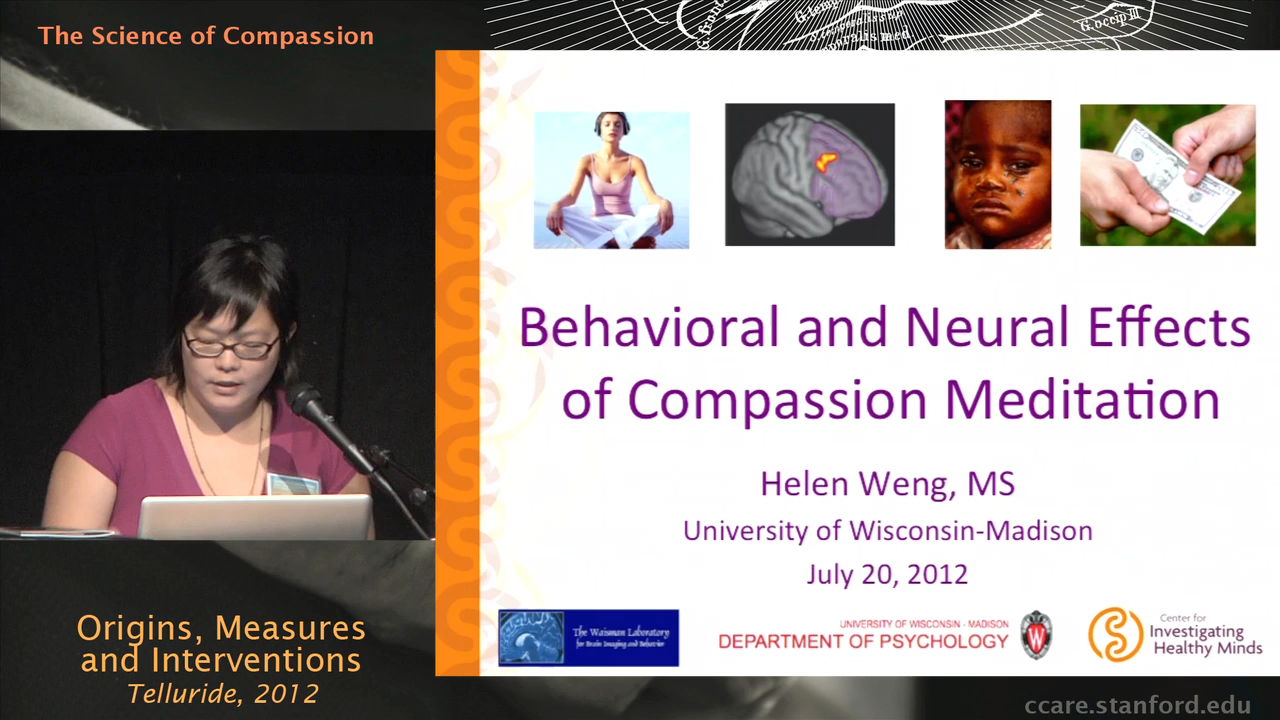 The Science of Compassion
G.occip III
Behavioral and Neural Effects
of Compassion Meditation
Helen Weng, MS
University of Wisconsin-Madison
July 20, 2012
The Waisman Laboratory
for Brain Imaging and Behavior
UNIVERSITY OF WISCONSIN - MADISON
DEPARTMENT OF PSYCHOLOGY
W
Center for
Investigating
Healthy Minds
Origins, Measures
and Interventions
Telluride, 2012
ccare.stanford.edu